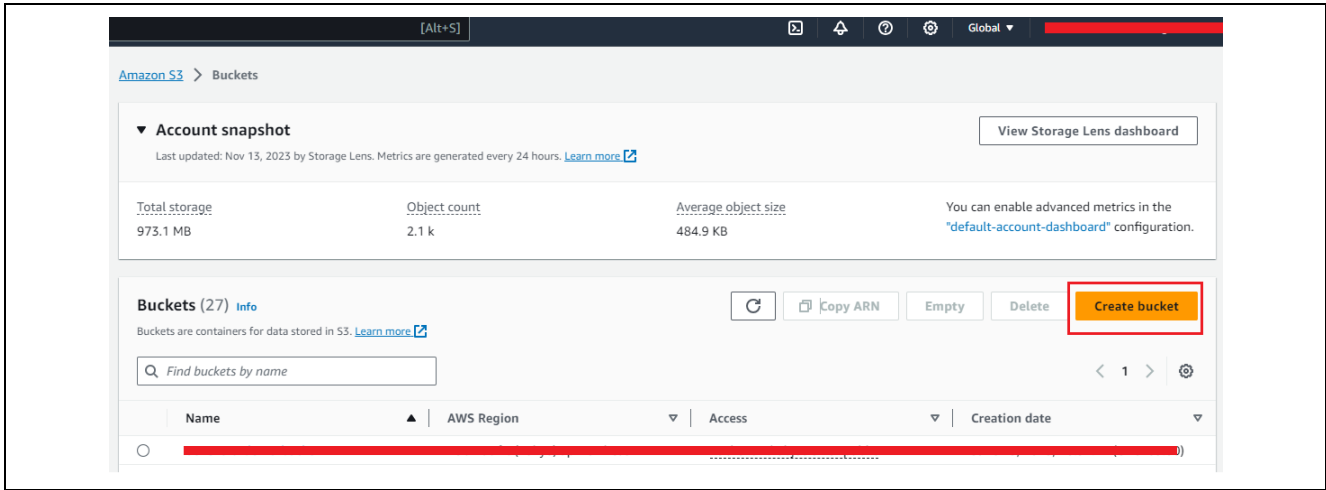 [Alt+S]
Global
Amazon S3 > Buckets
Account snapshot
View Storage Lens dashboard
Last updated: Nov 13, 2023 by Storage Lens. Metrics are generated every 24 hours. Learn more
Total storage
Object count
Average object size
You can enable advanced metrics in the
"default-account-dashboard" configuration.
973.1 MB
2.1 k
484.9 KB
Buckets (27) Info
Copy ARN
Empty
Delete
Create bucket
Buckets are containers for data stored in S3. Learn more
Find buckets by name
1
Name
AWS Region
Access
Creation date